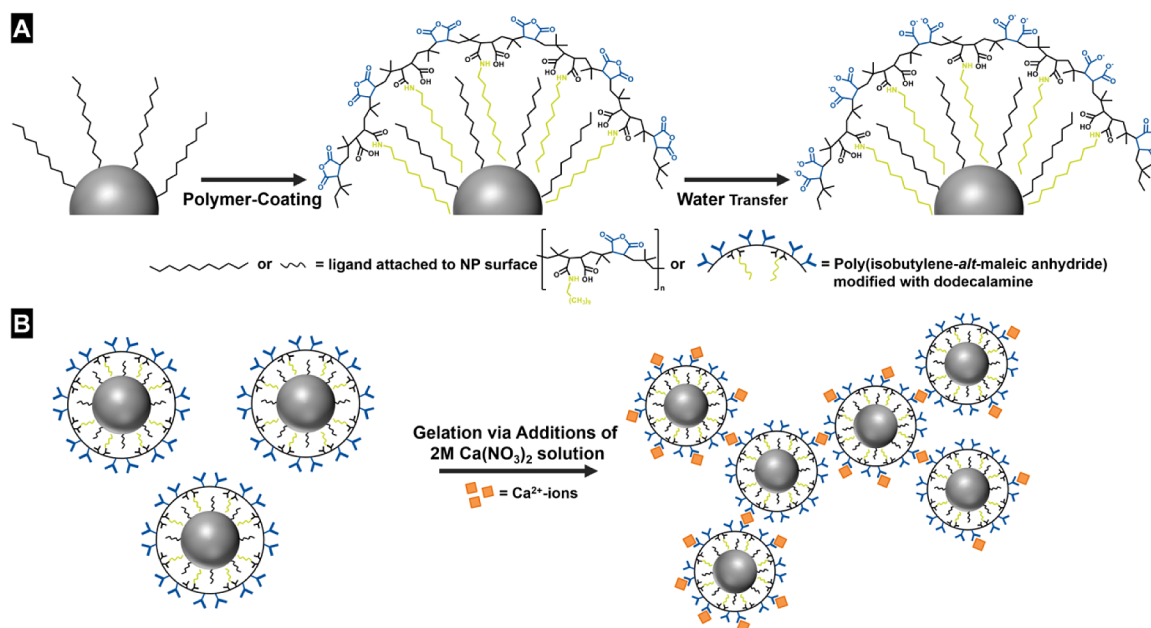 A
Polymer-Coating
Water Transfer
or = ligand attached to NP surface
or = Poly(isobutylene-alt-maleic anhydride)
modified with dodecalamine
B
Gelation via Additions of
2M Ca(NO₃)₂ solution
= Ca²⁺-ions